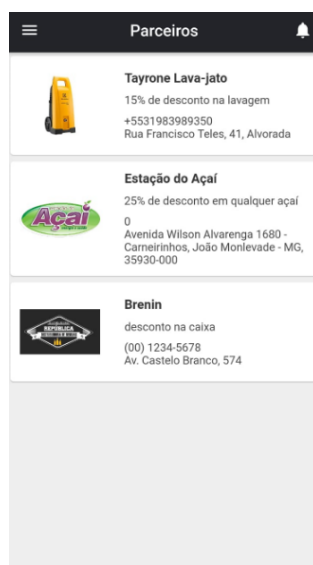 Parceiros
Tayrone Lava-jato
15% de desconto na lavagem
+5531983989350
Rua Francisco Teles, 41, Alvorada
Açaí
Estação do Açaí
25% de desconto em qualquer açaí
0
Avenida Wilson Alvarenga 1680 -
Carneirinhos, João Monlevade - MG,
35930-000
REPÚBLICA
Brenin
desconto na caixa
(00) 1234-5678
Av. Castelo Branco, 574